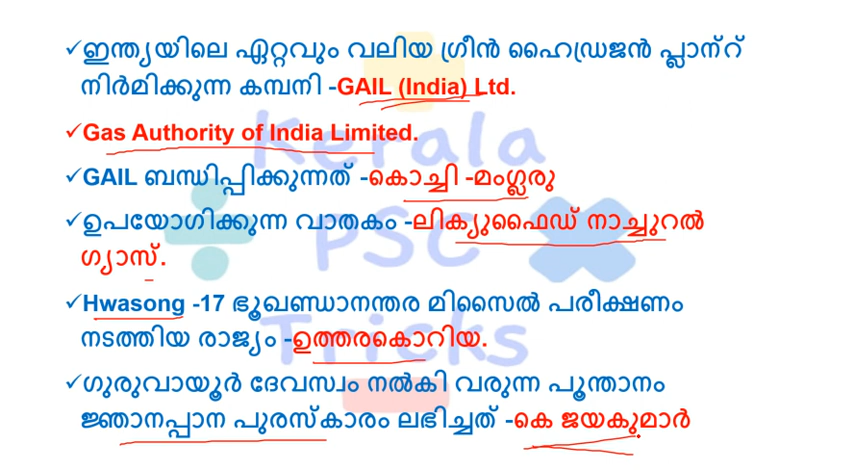 ✓ഇന്ത്യയിലെ ഏറ്റവും വലിയ ഗ്രീൻ ഹൈഡ്രജൻ പ്ലാന്റ്
നിർമിക്കുന്ന കമ്പനി -GAIL (India) Ltd.
✓Gas Authority of India Limited.
✓GAIL ബന്ധിപ്പിക്കുന്നത് -കൊച്ചി -മംഗ്ലരു
✓ഉപയോഗിക്കുന്ന വാതകം -ലിക്യുഫൈഡ് നാച്ചുറൽ
ഗ്യാസ്.
✓Hwasong -17 ഭൂഖണ്ഡാനന്തര മിസൈൽ പരീക്ഷണം
നടത്തിയ രാജ്യം -ഉത്തരകൊറിയ.
✓ഗുരുവായൂർ ദേവസ്വം നൽകി വരുന്ന പൂന്താനം
ജ്ഞാനപ്പാന പുരസ്കാരം ലഭിച്ചത് -കെ ജയകുമാർ
Kerala
PSC
Tricks